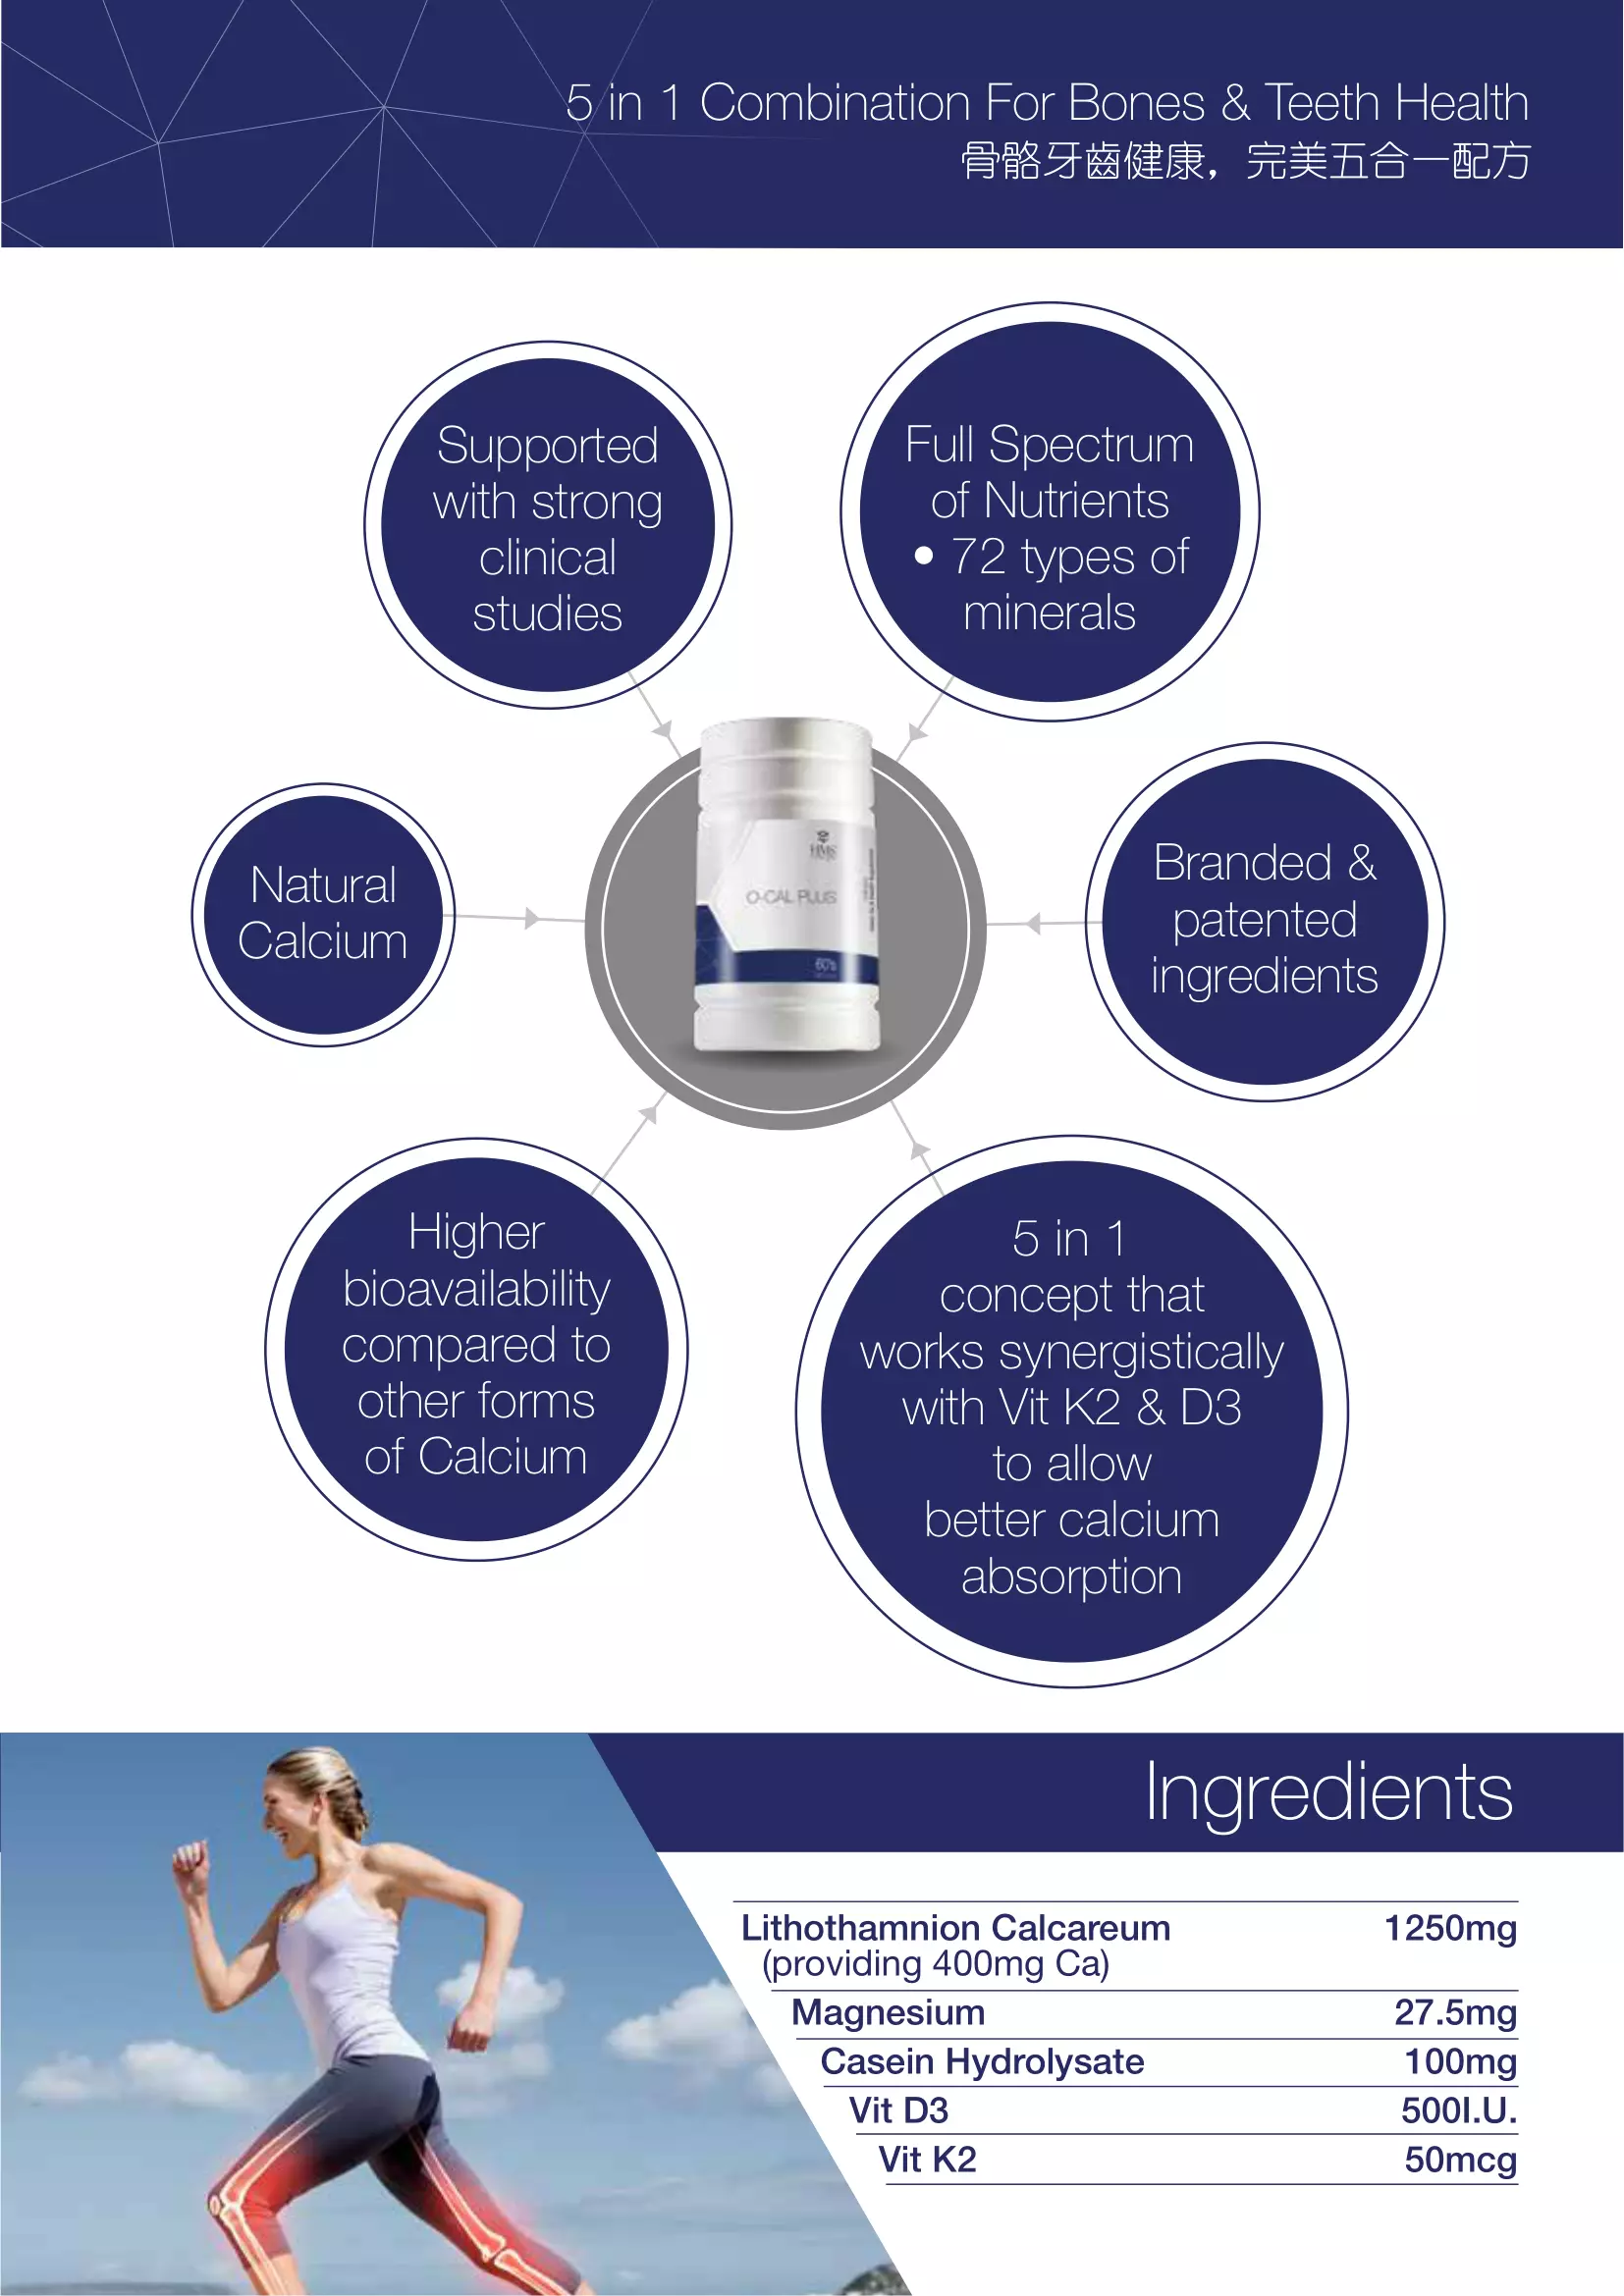 5 in 1 Combination For Bones & Teeth Health
骨骼牙齒健康，完美五合一配方
Supported
with strong
clinical
studies
Full Spectrum
of Nutrients
• 72 types of
minerals
Natural
Calcium
HMS
O-CAL PLUS
60's
Branded &
patented
ingredients
Higher
bioavailability
compared to
other forms
of Calcium
5 in 1
concept that
works synergistically
with Vit K2 & D3
to allow
better calcium
absorption
Ingredients
Lithothamnion Calcareum 1250mg
(providing 400mg Ca)
Magnesium 27.5mg
Casein Hydrolysate 100mg
Vit D3 500I.U.
Vit K2 50mcg